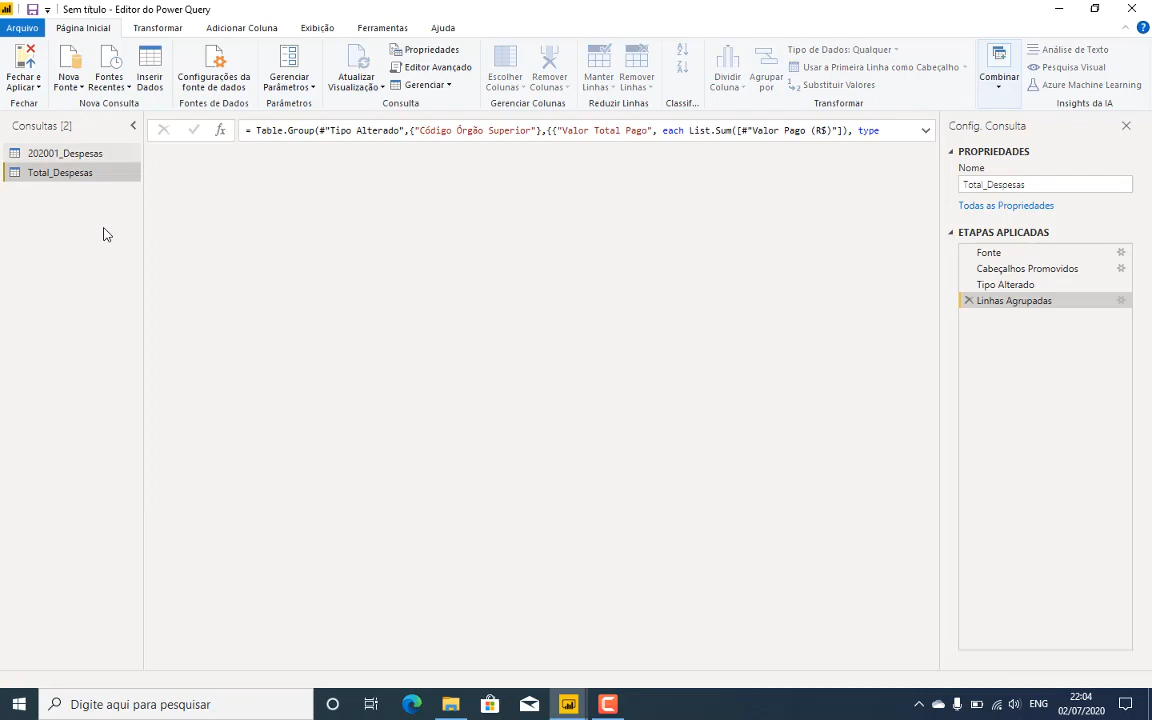 Sem título - Editor do Power Query
Arquivo Página Inicial Transformar Adicionar Coluna Exibição Ferramentas Ajuda
Fechar e Aplicar
Nova Fonte
Fontes Recentes
Inserir Dados
Configurações da fonte de dados
Gerenciar Parâmetros
Atualizar Visualização
Propriedades
Editor Avançado
Gerenciar
Escolher Colunas
Remover Colunas
Manter Linhas
Remover Linhas
Dividir Coluna
Agrupar por
Tipo de Dados: Qualquer
Usar a Primeira Linha como Cabeçalho
Substituir Valores
Combinar
Análise de Texto
Pesquisa Visual
Azure Machine Learning
Fechar Nova Consulta Fontes de Dados Parâmetros Consulta Gerenciar Colunas Reduzir Linhas Classif... Transformar Insights da IA
Consultas [2]
202001_Despesas
Total_Despesas
= Table.Group(#"Tipo Alterado",{"Código Órgão Superior"},{{"Valor Total Pago", each List.Sum([#"Valor Pago (R$)"]), type
Config. Consulta
PROPRIEDADES
Nome
Total_Despesas
Todas as Propriedades
ETAPAS APLICADAS
Fonte
Cabeçalhos Promovidos
Tipo Alterado
Linhas Agrupadas
Digite aqui para pesquisar
ENG
22:04
02/07/2020